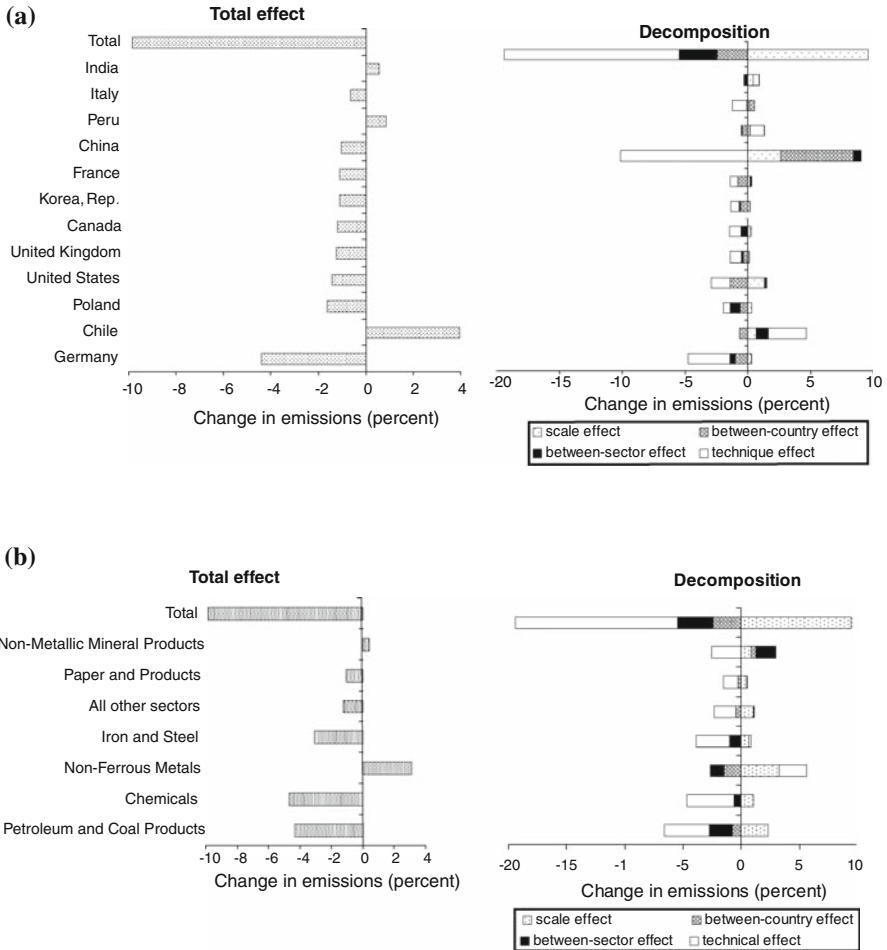 (a)
Total effect
Total
India
Italy
Peru
China
France
Korea, Rep.
Canada
United Kingdom
United States
Poland
Chile
Germany
-10 -8 -6 -4 -2 0 2 4
Change in emissions (percent)
Decomposition
-20 -15 -10 -5 0 5 10
Change in emissions (percent)
scale effect between-country effect
between-sector effect technique effect
(b)
Total effect
Total
Non-Metallic Mineral Products
Paper and Products
All other sectors
Iron and Steel
Non-Ferrous Metals
Chemicals
Petroleum and Coal Products
-10 -8 -6 -4 -2 0 2 4
Change in emissions (percent)
Decomposition
-20 -15 -1 -5 0 5 10
Change in emissions (percent)
scale effect between-country effect
between-sector effect technical effect